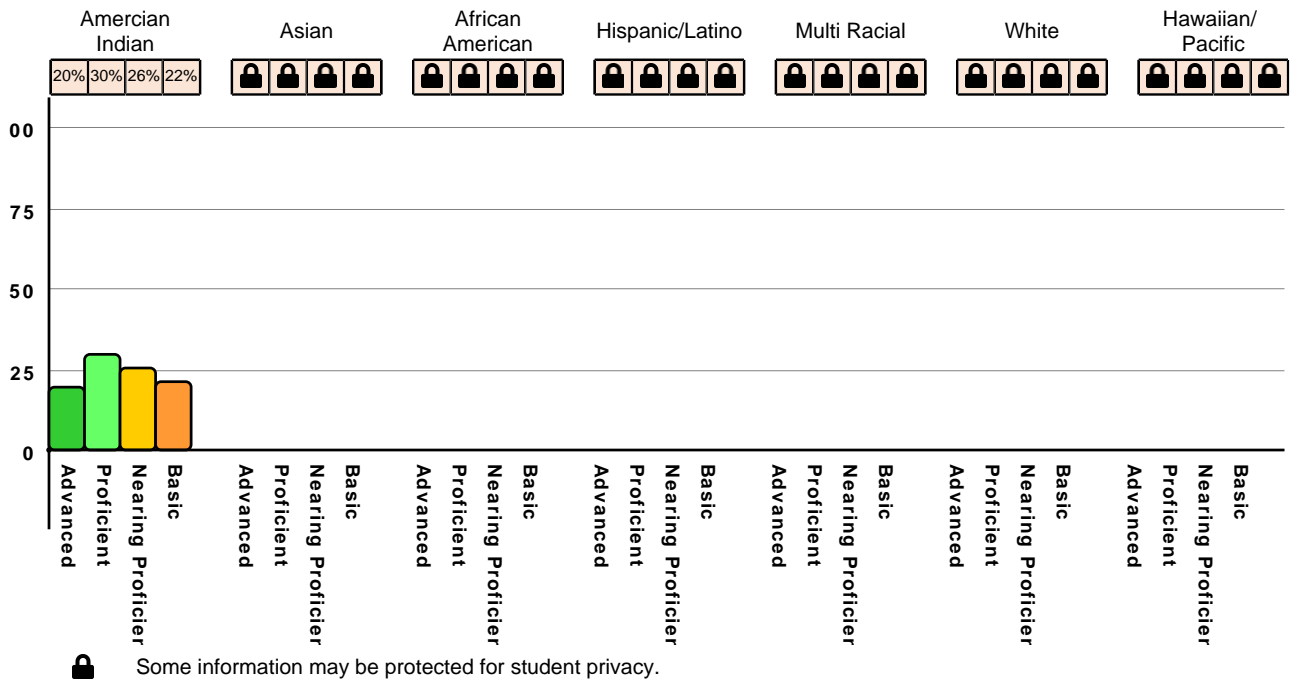 Amercian
Indian
Asian
African
American
Hispanic/Latino
Multi Racial
White
Hawaiian/
Pacific
20% 30% 26% 22%
00
75
50
25
0
Advanced
Proficient
Nearing Proficier
Basic
Advanced
Proficient
Nearing Proficier
Basic
Advanced
Proficient
Nearing Proficier
Basic
Advanced
Proficient
Nearing Proficier
Basic
Advanced
Proficient
Nearing Proficier
Basic
Advanced
Proficient
Nearing Proficier
Basic
Advanced
Proficient
Nearing Proficier
Basic
Some information may be protected for student privacy.